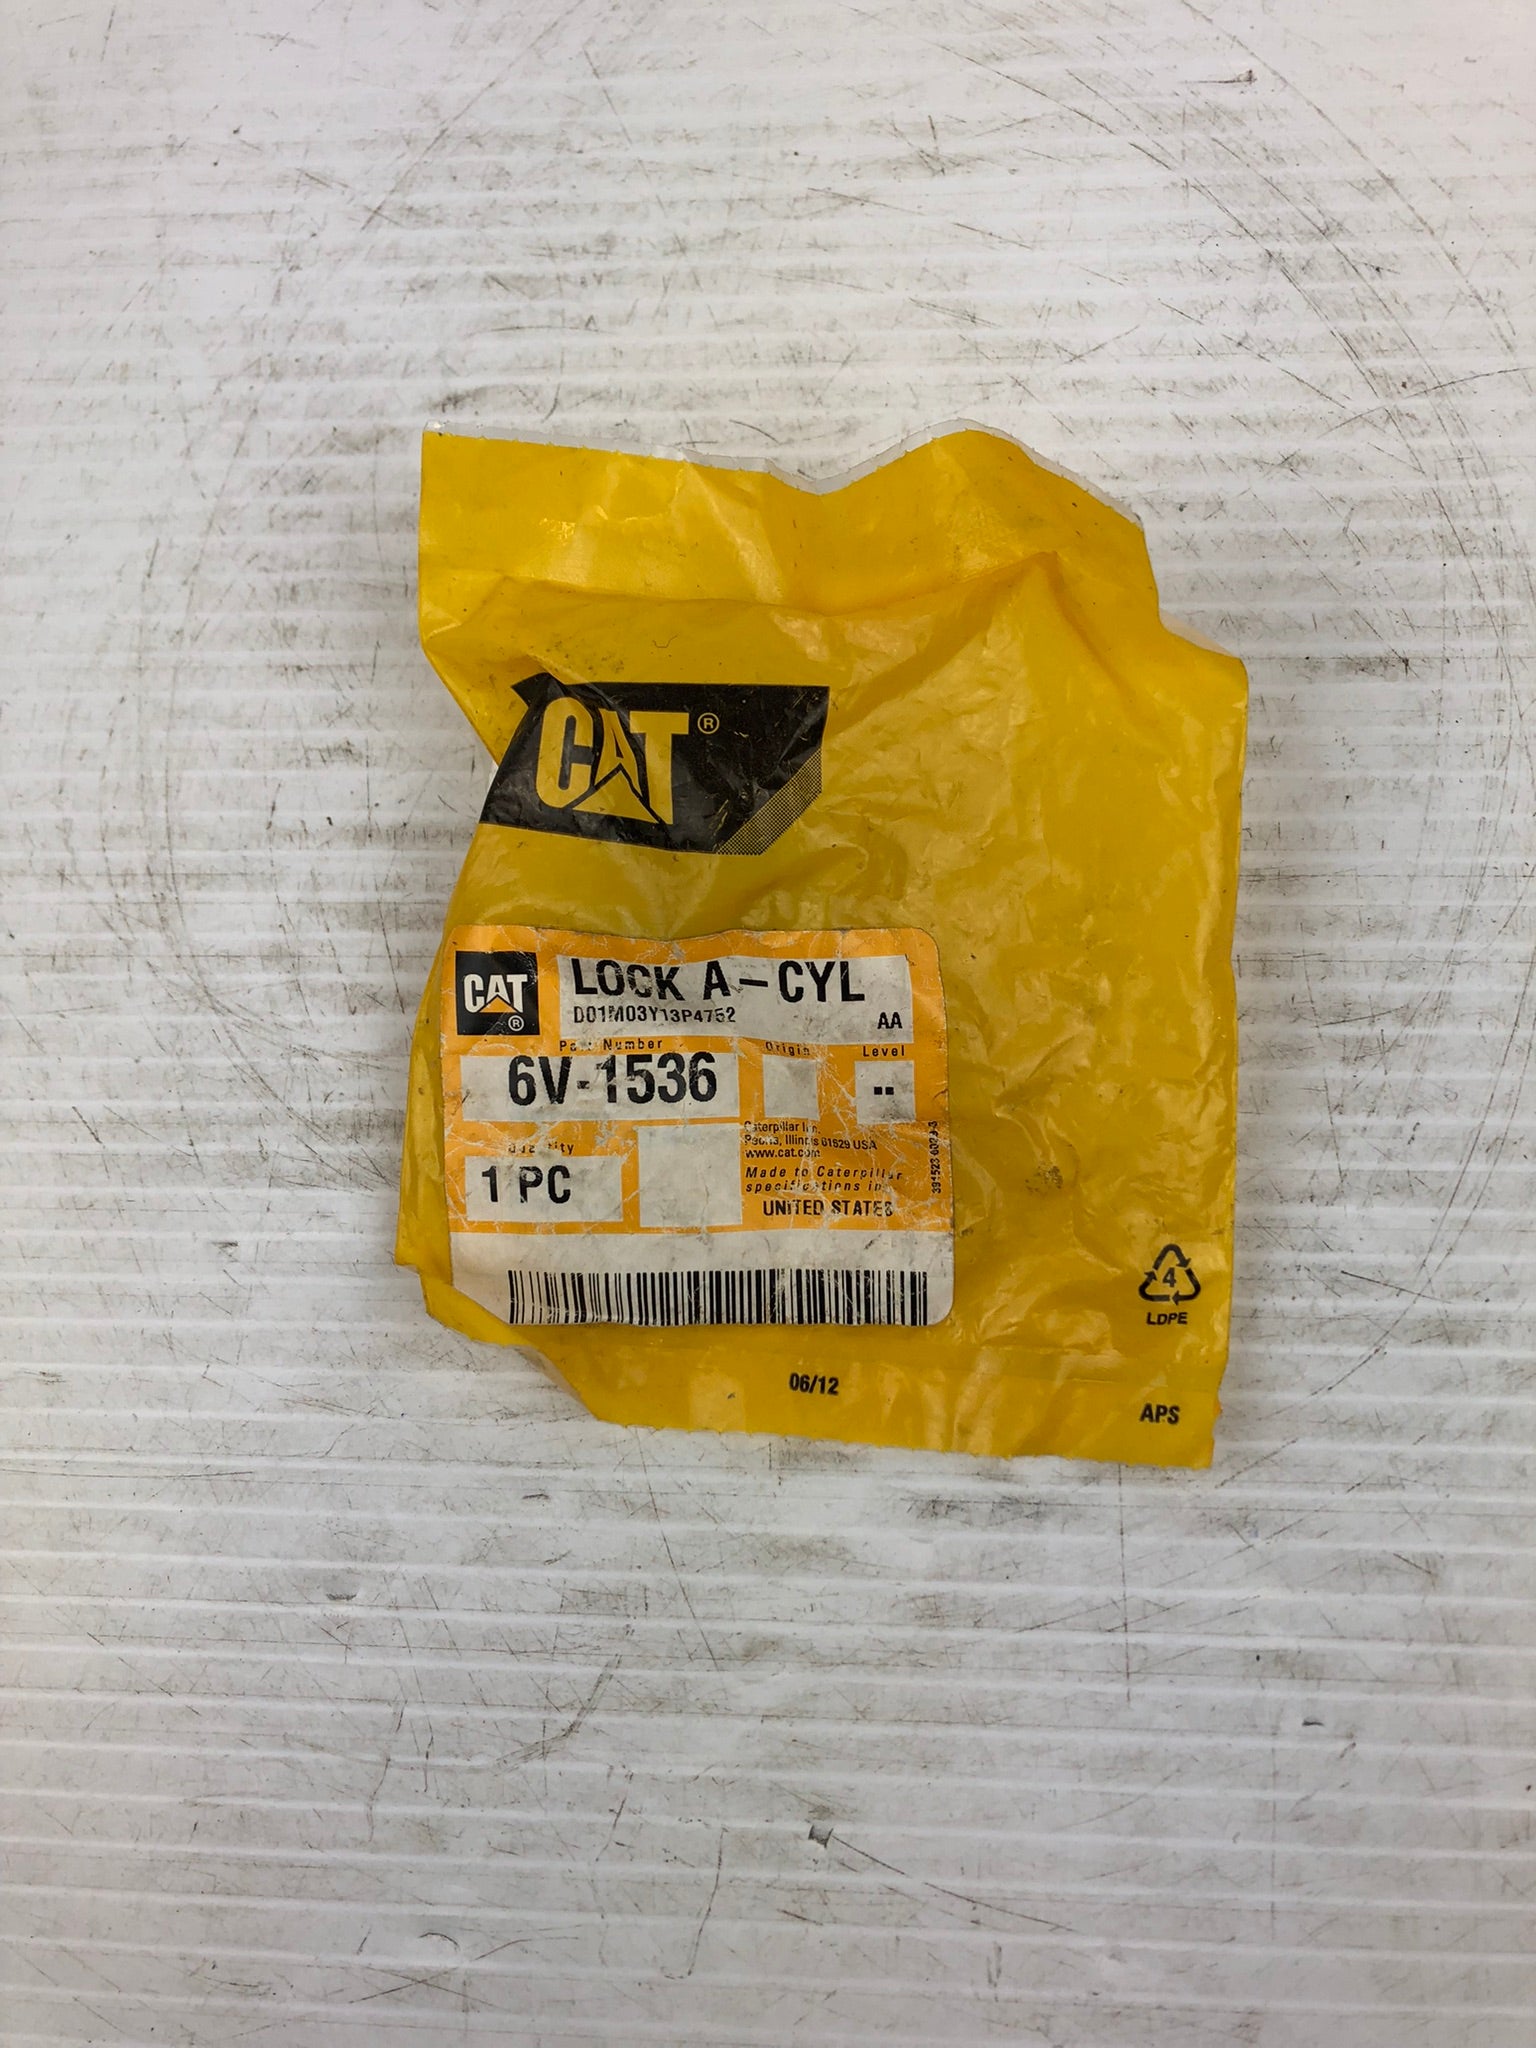 CAT®
CAT®
LOCK A-CYL
D01M03Y13P4752 AA
Part Number Origin Level
6V-1536 --
Quantity
1 PC
Caterpillar Inc.
Peoria, Illinois 61629 USA
www.cat.com
Made to Caterpillar
specifications in
UNITED STATES
4
LDPE
06/12
APS